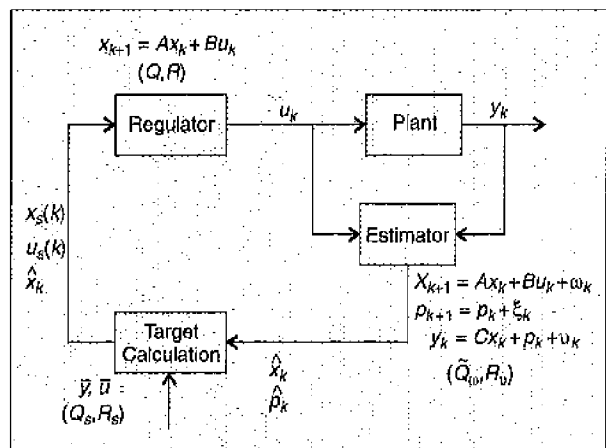 x_{k+1} = Ax_k + Bu_k
(Q,R)
Regulator
u_k
Plant
y_k
x_s(k)
u_s(k)
x̂_k
Estimator
X_{k+1} = Ax_k + Bu_k + ω_k
p_{k+1} = p_k + ξ_k
y_k = Cx_k + p_k + υ_k
(Q̃_ω, R_υ)
Target
Calculation
x̂_k
p̂_k
ȳ, ū =
(Q_s, R_s)